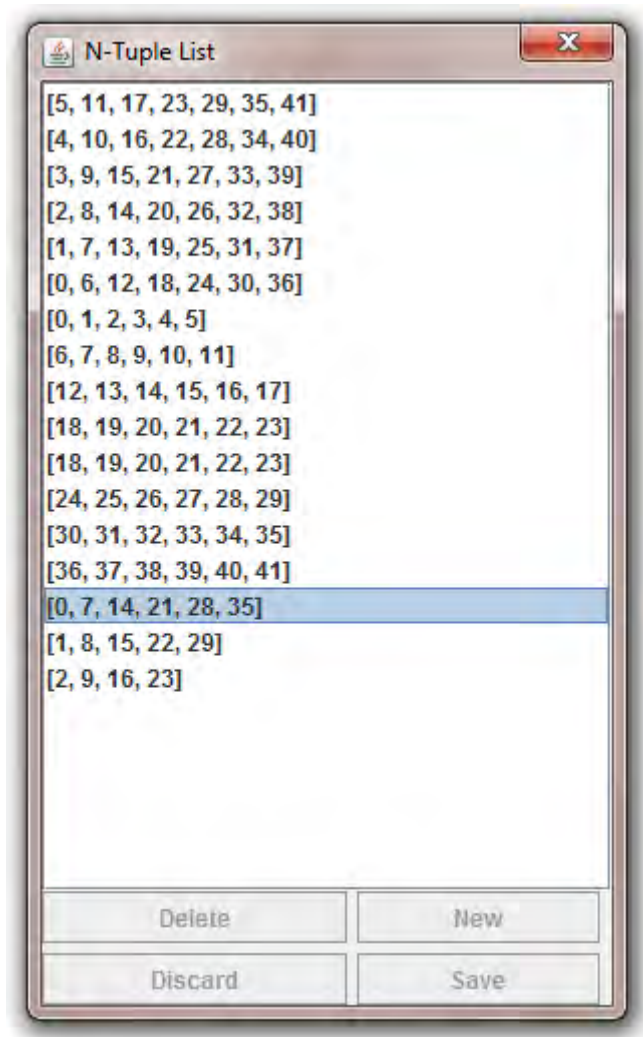 N-Tuple List
[5, 11, 17, 23, 29, 35, 41]
[4, 10, 16, 22, 28, 34, 40]
[3, 9, 15, 21, 27, 33, 39]
[2, 8, 14, 20, 26, 32, 38]
[1, 7, 13, 19, 25, 31, 37]
[0, 6, 12, 18, 24, 30, 36]
[0, 1, 2, 3, 4, 5]
[6, 7, 8, 9, 10, 11]
[12, 13, 14, 15, 16, 17]
[18, 19, 20, 21, 22, 23]
[18, 19, 20, 21, 22, 23]
[24, 25, 26, 27, 28, 29]
[30, 31, 32, 33, 34, 35]
[36, 37, 38, 39, 40, 41]
[0, 7, 14, 21, 28, 35]
[1, 8, 15, 22, 29]
[2, 9, 16, 23]
Delete New
Discard Save